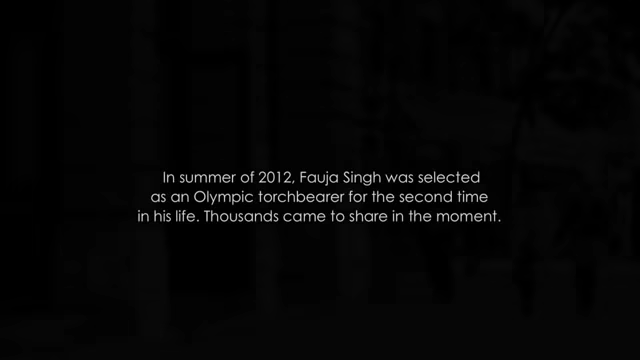 In summer of 2012, Fauja Singh was selected
as an Olympic torchbearer for the second time
in his life. Thousands came to share in the moment.